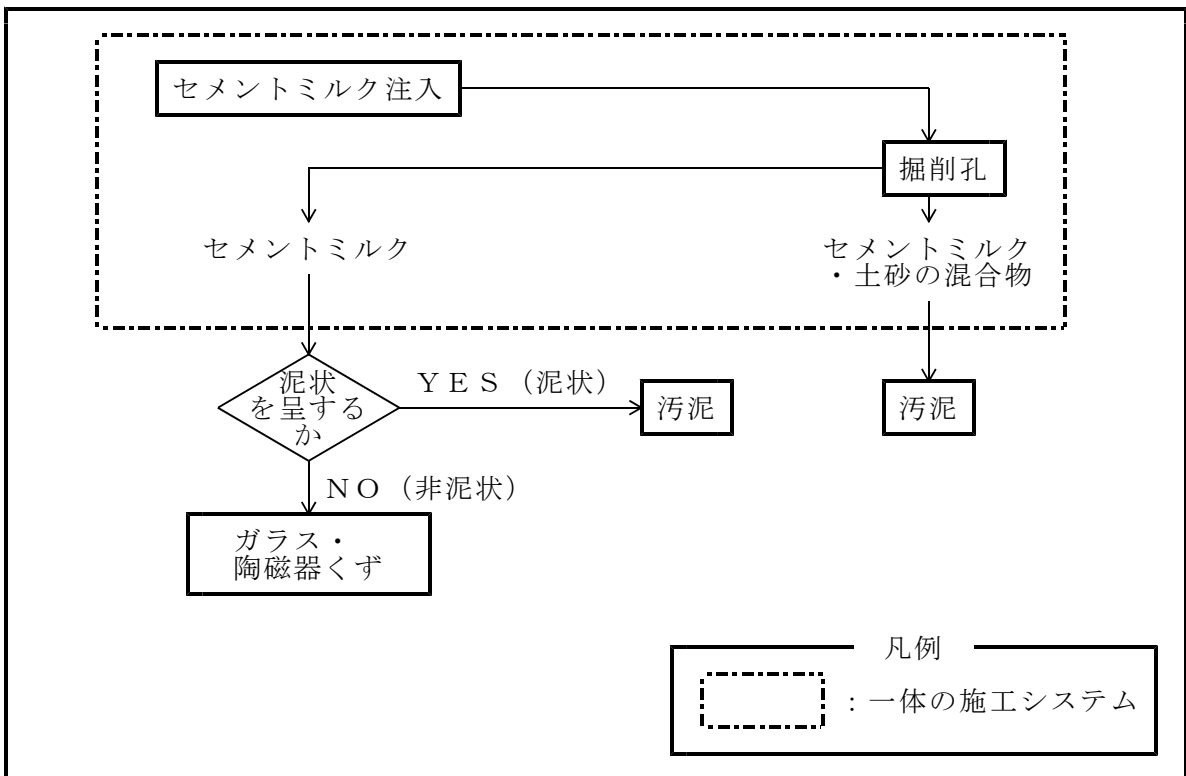 セメントミルク注入
掘削孔
セメントミルク
セメントミルク
・土砂の混合物
泥状
を呈する
か
ＹＥＳ（泥状）
汚泥
汚泥
ＮＯ（非泥状）
ガラス・
陶磁器くず
凡例
：一体の施工システム